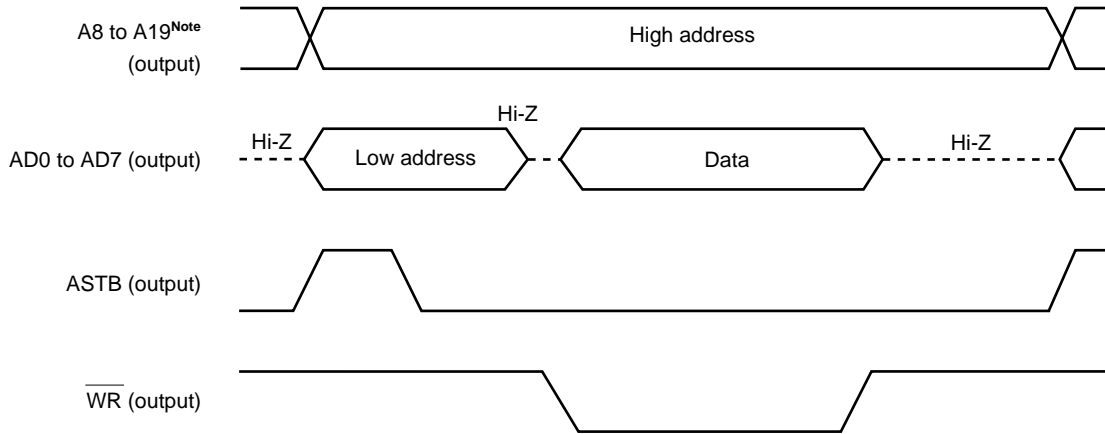 A8 to A19Note
(output)
High address
Hi-Z
Hi-Z
AD0 to AD7 (output)
Low address
Data
Hi-Z
ASTB (output)
WR (output)